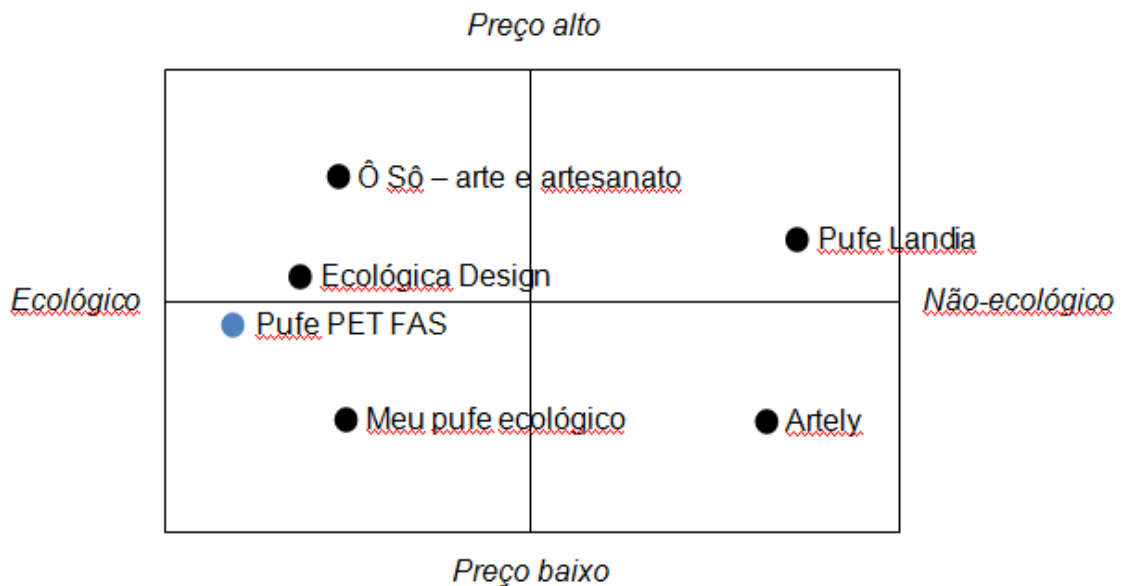 Preço alto
Ô Sô – arte e artesanato
Pufe Landia
Ecológica Design
Ecológico
Não-ecológico
Pufe PET FAS
Meu pufe ecológico
Artely
Preço baixo